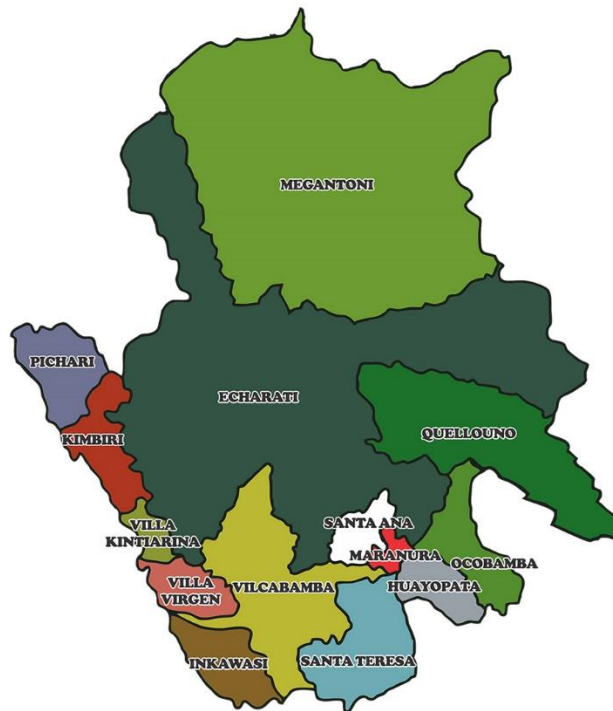 MEGANTONI
PICHARI
ECHARATI
KIMBIRI
QUELLOUNO
VILLA
KINTIARINA
SANTA ANA
MARANURA
OCOBAMBA
VILLA
VIRGEN
VILCABAMBA
HUAYOPATA
INKAWASI
SANTA TERESA